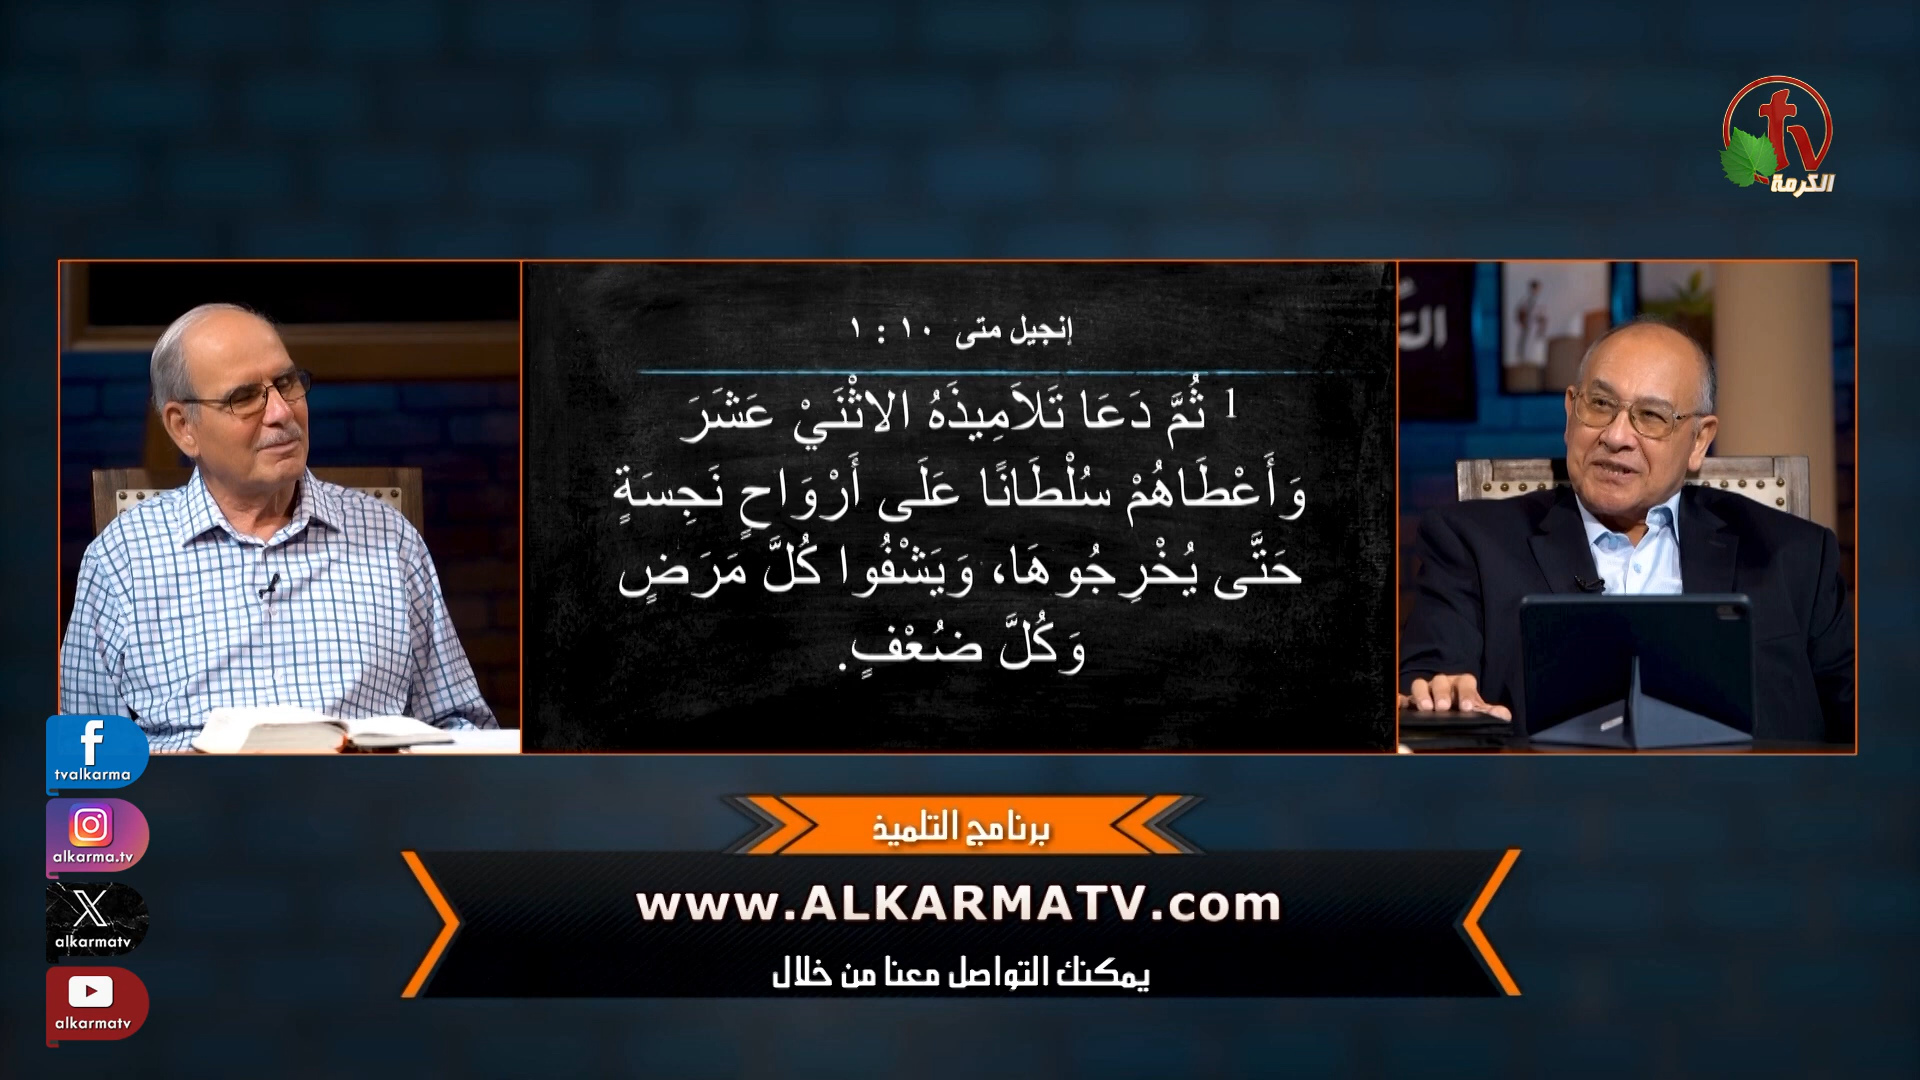 tv
الكرمة
إنجيل متى ١٠ : ١
1 ثُمَّ دَعَا تَلاَمِيذَهُ الاثْنَيْ عَشَرَ
وَأَعْطَاهُمْ سُلْطَانًا عَلَى أَرْوَاحٍ نَجِسَةٍ
حَتَّى يُخْرِجُوهَا، وَيَشْفُوا كُلَّ مَرَضٍ
وَكُلَّ ضُعْفٍ.
tvalkarma
alkarma.tv
alkarmatv
alkarmatv
برنامج التلميذ
www.ALKARMATV.com
يمكنك التواصل معنا من خلال